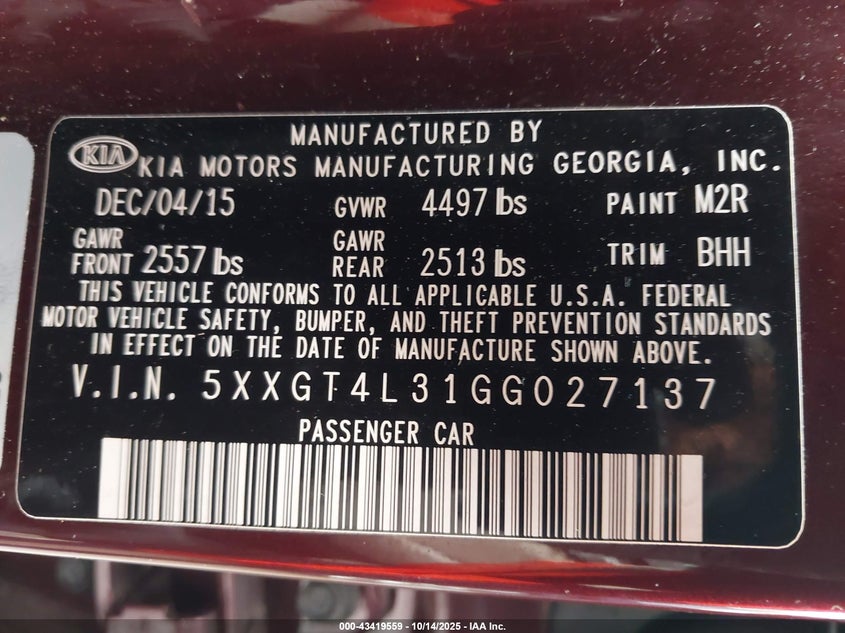 MANUFACTURED BY
KIA KIA MOTORS MANUFACTURING GEORGIA, INC.
DEC/04/15 GVWR 4497 lbs PAINT M2R
GAWR FRONT 2557 lbs GAWR REAR 2513 lbs TRIM BHH
THIS VEHICLE CONFORMS TO ALL APPLICABLE U.S.A. FEDERAL
MOTOR VEHICLE SAFETY, BUMPER, AND THEFT PREVENTION STANDARDS
IN EFFECT ON THE DATE OF MANUFACTURE SHOWN ABOVE.
V.I.N. 5XXGT4L31GG027137
PASSENGER CAR
000-43419559 - 10/14/2025 - IAA Inc.